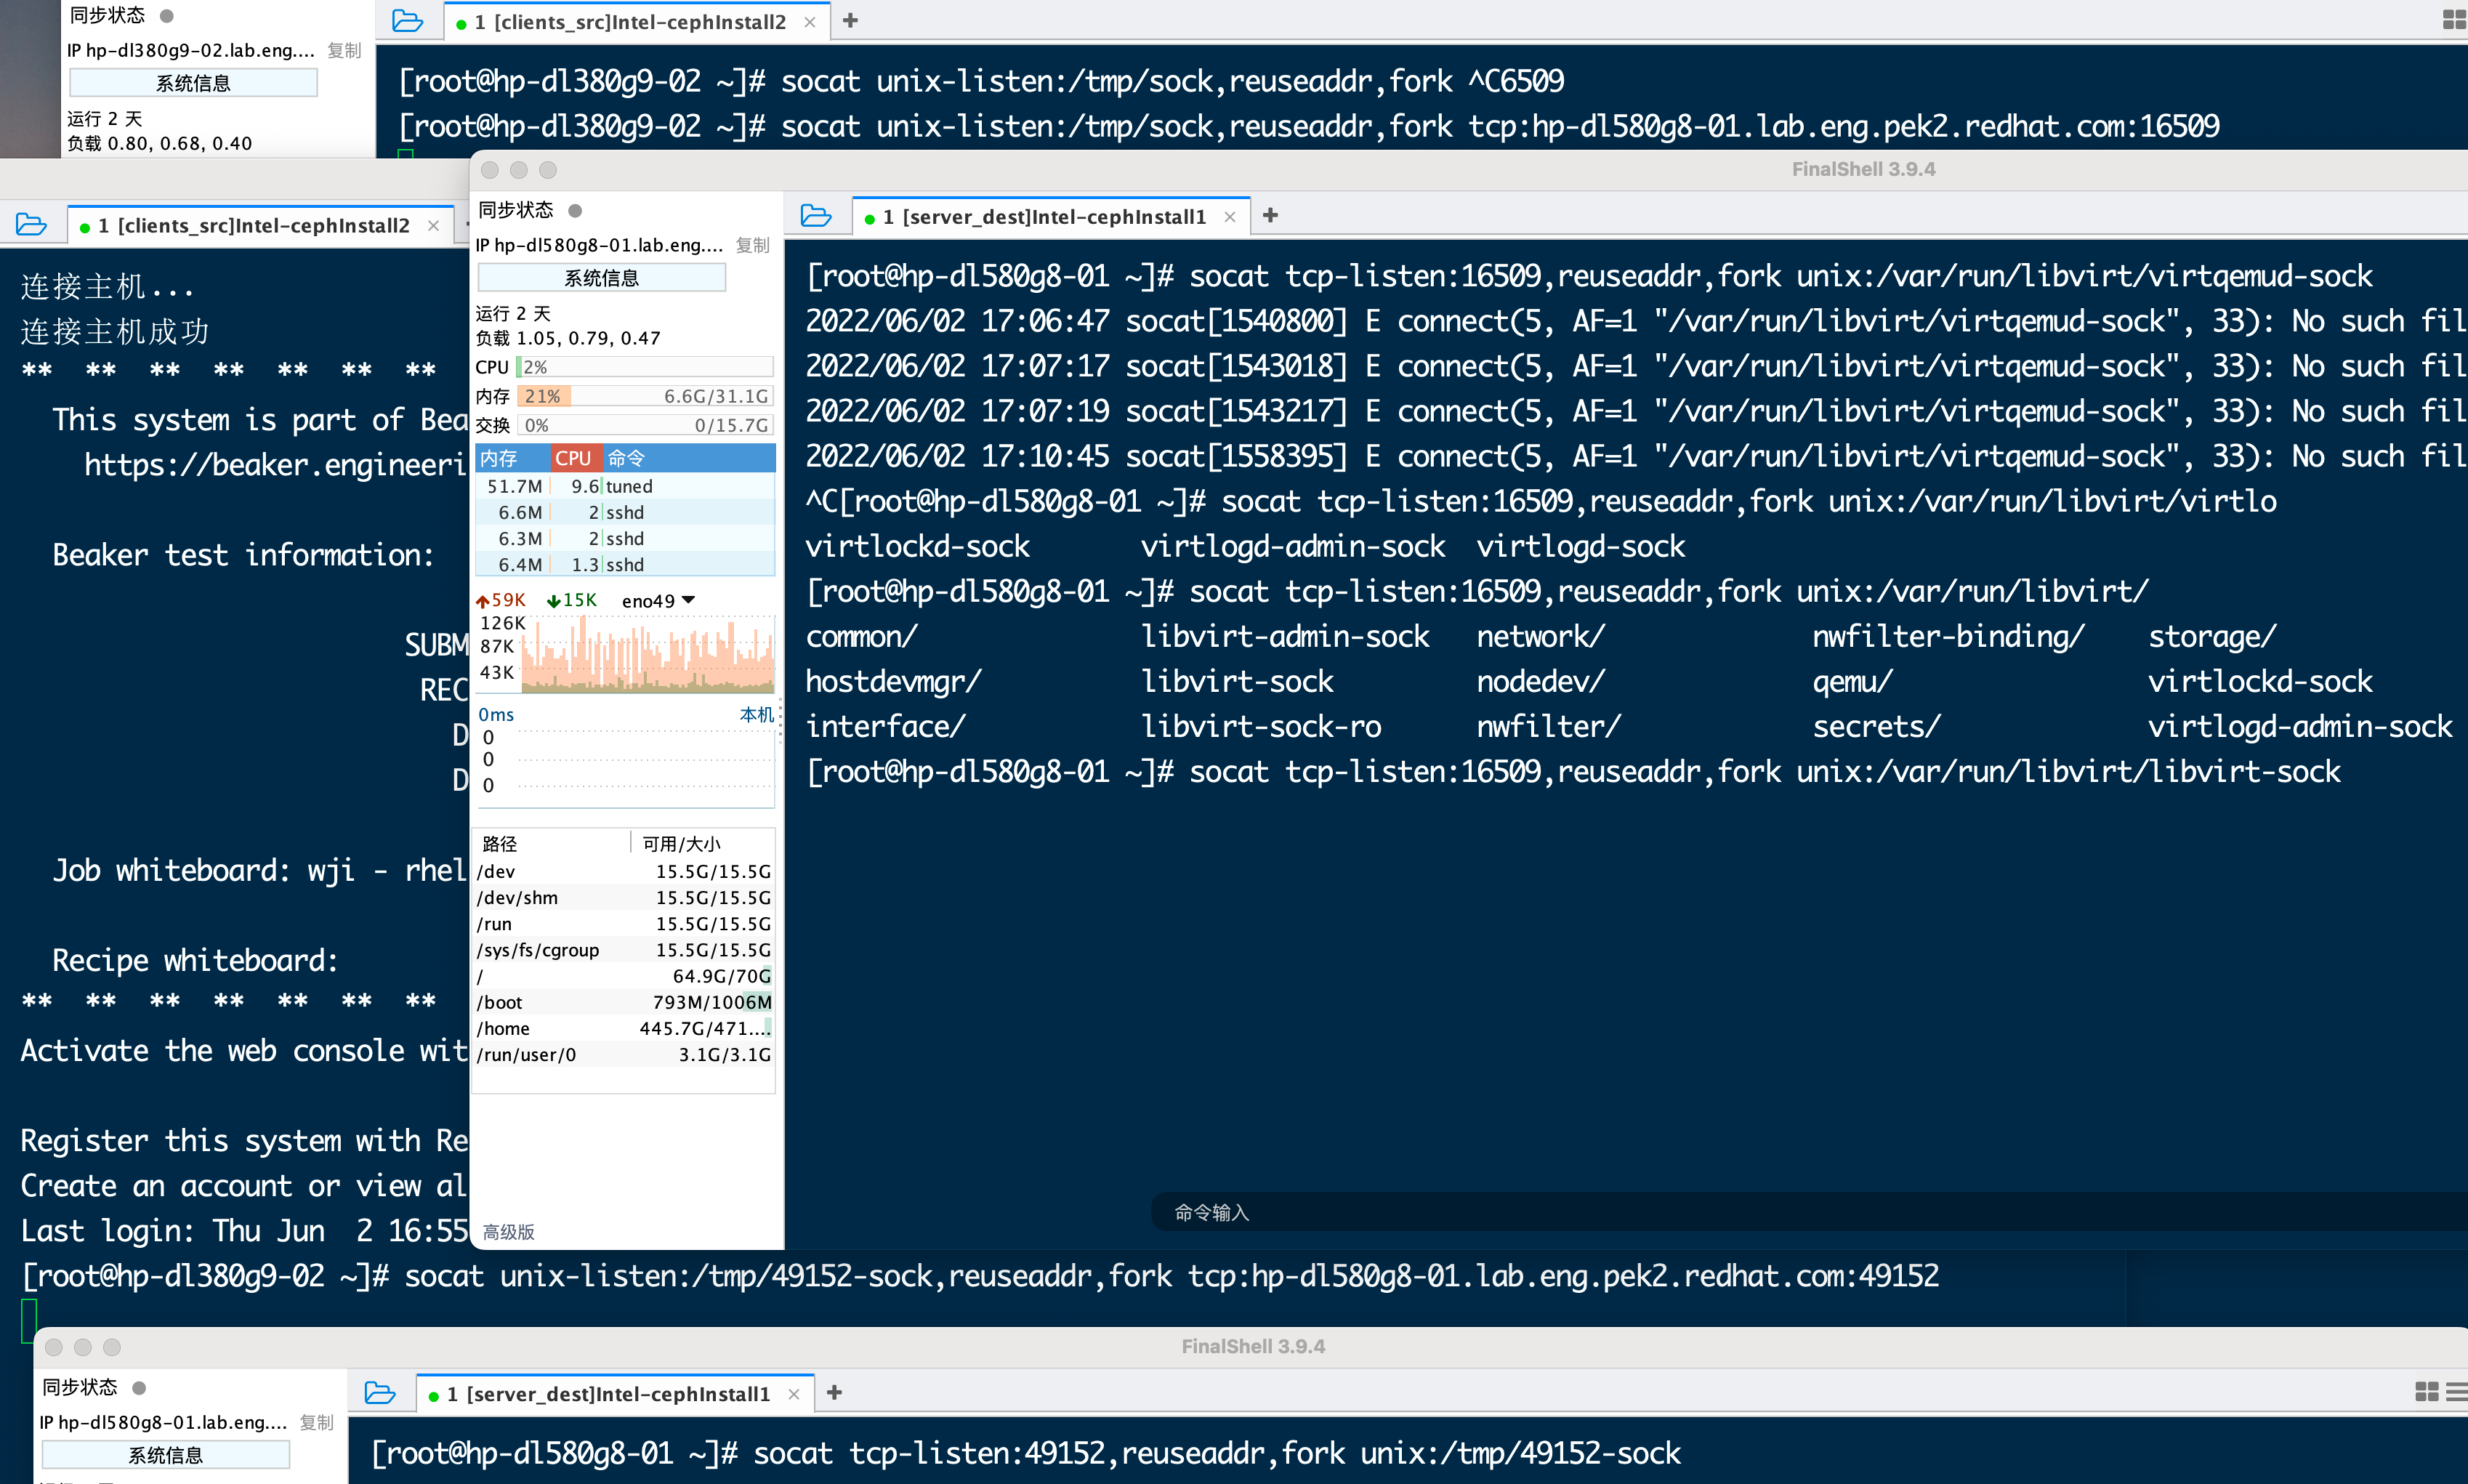 同步状态
IP hp-dl380g9-02.lab.eng.... 复制
系统信息
运行 2 天
负载 0.80, 0.68, 0.40
1 [clients_src]Intel-cephInstall2
[root@hp-dl380g9-02 ~]# socat unix-listen:/tmp/sock,reuseaddr,fork ^C6509
[root@hp-dl380g9-02 ~]# socat unix-listen:/tmp/sock,reuseaddr,fork tcp:hp-dl580g8-01.lab.eng.pek2.redhat.com:16509
1 [clients_src]Intel-cephInstall2
连接主机...
连接主机成功
** ** ** ** ** ** **
This system is part of Bea
https://beaker.engineeri
Beaker test information:
SUBM
REC
D
D
Job whiteboard: wji - rhel
Recipe whiteboard:
** ** ** ** ** ** **
Activate the web console wit
Register this system with Re
Create an account or view al
Last login: Thu Jun  2 16:55
[root@hp-dl380g9-02 ~]# socat unix-listen:/tmp/49152-sock,reuseaddr,fork tcp:hp-dl580g8-01.lab.eng.pek2.redhat.com:49152
FinalShell 3.9.4
同步状态
IP hp-dl580g8-01.lab.eng.... 复制
系统信息
运行 2 天
负载 1.05, 0.79, 0.47
CPU 2%
内存 21% 6.6G/31.1G
交换 0% 0/15.7G
内存 CPU 命令
51.7M 9.6 tuned
6.6M 2 sshd
6.3M 2 sshd
6.4M 1.3 sshd
59K 15K eno49
126K
87K
43K
0ms 本机
0
0
0
路径 可用/大小
/dev 15.5G/15.5G
/dev/shm 15.5G/15.5G
/run 15.5G/15.5G
/sys/fs/cgroup 15.5G/15.5G
/ 64.9G/70G
/boot 793M/1006M
/home 445.7G/471....
/run/user/0 3.1G/3.1G
高级版
1 [server_dest]Intel-cephInstall1
[root@hp-dl580g8-01 ~]# socat tcp-listen:16509,reuseaddr,fork unix:/var/run/libvirt/virtqemud-sock
2022/06/02 17:06:47 socat[1540800] E connect(5, AF=1 "/var/run/libvirt/virtqemud-sock", 33): No such fil
2022/06/02 17:07:17 socat[1543018] E connect(5, AF=1 "/var/run/libvirt/virtqemud-sock", 33): No such fil
2022/06/02 17:07:19 socat[1543217] E connect(5, AF=1 "/var/run/libvirt/virtqemud-sock", 33): No such fil
2022/06/02 17:10:45 socat[1558395] E connect(5, AF=1 "/var/run/libvirt/virtqemud-sock", 33): No such fil
^C[root@hp-dl580g8-01 ~]# socat tcp-listen:16509,reuseaddr,fork unix:/var/run/libvirt/virtlo
virtlockd-sock virtlogd-admin-sock virtlogd-sock
[root@hp-dl580g8-01 ~]# socat tcp-listen:16509,reuseaddr,fork unix:/var/run/libvirt/
common/ libvirt-admin-sock network/ nwfilter-binding/ storage/
hostdevmgr/ libvirt-sock nodedev/ qemu/ virtlockd-sock
interface/ libvirt-sock-ro nwfilter/ secrets/ virtlogd-admin-sock
[root@hp-dl580g8-01 ~]# socat tcp-listen:16509,reuseaddr,fork unix:/var/run/libvirt/libvirt-sock
命令输入
FinalShell 3.9.4
同步状态
IP hp-dl580g8-01.lab.eng.... 复制
系统信息
1 [server_dest]Intel-cephInstall1
[root@hp-dl580g8-01 ~]# socat tcp-listen:49152,reuseaddr,fork unix:/tmp/49152-sock